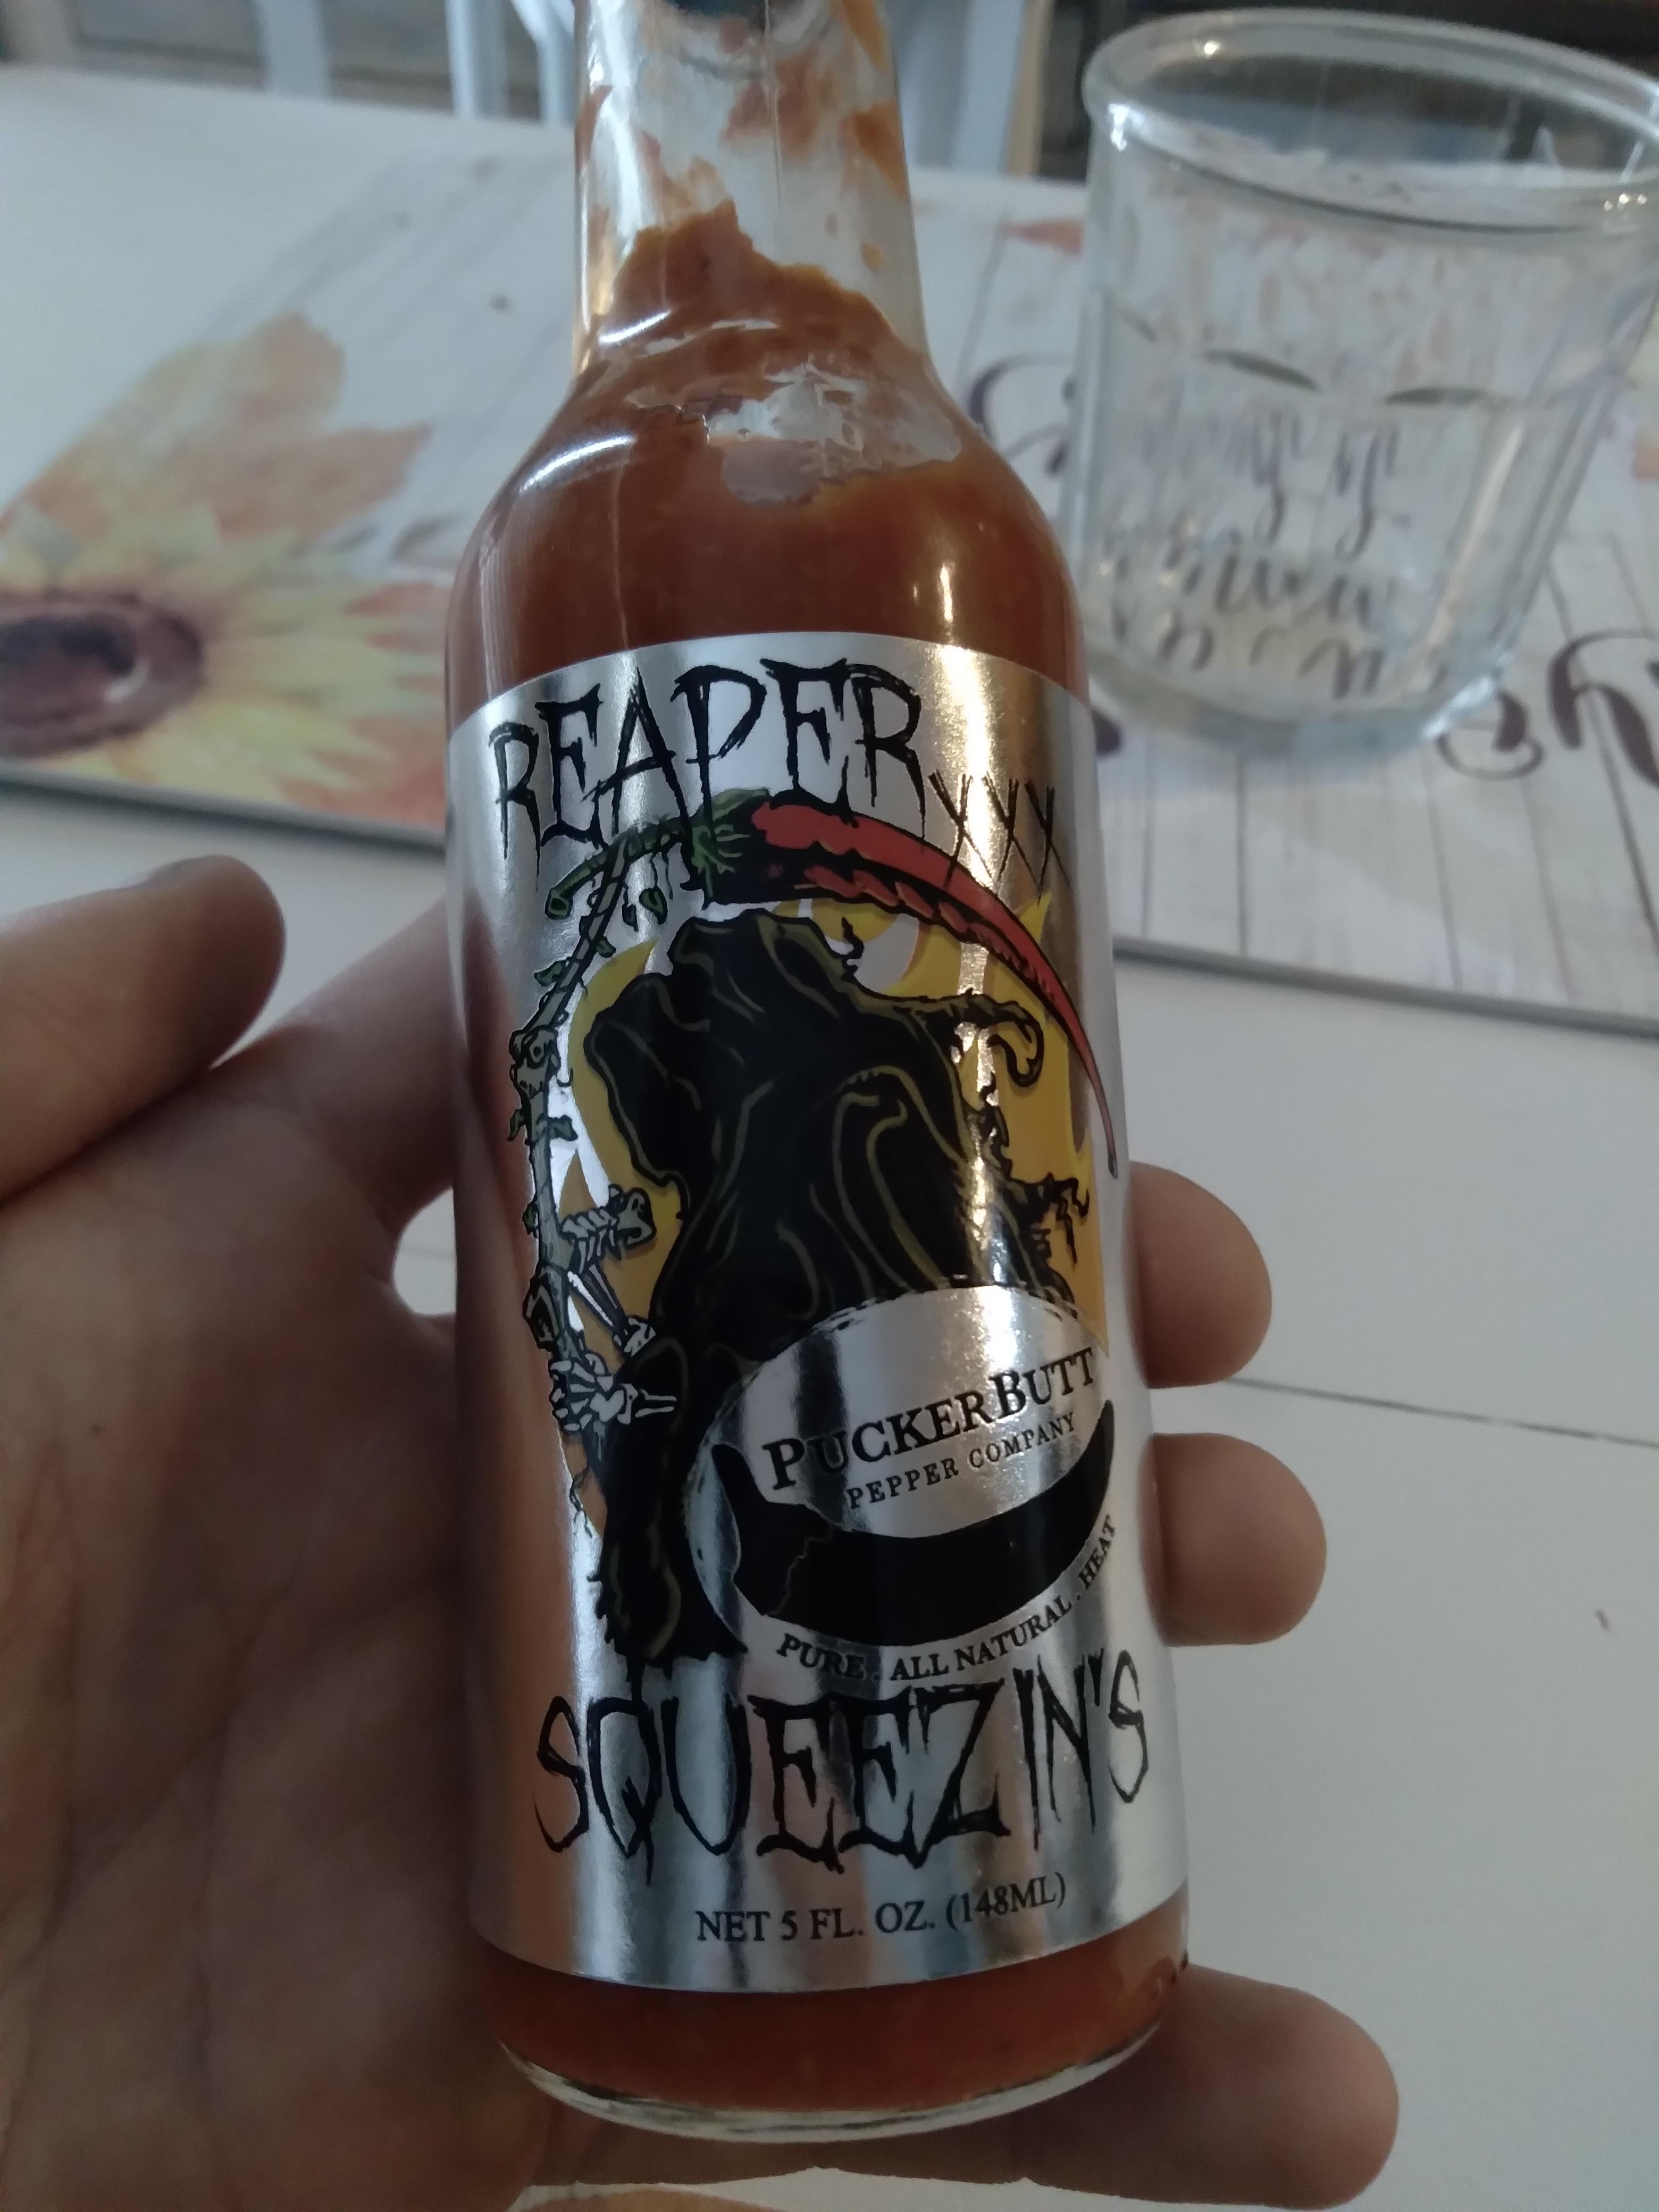 REAPER XXX
PUCKERBUTT
PEPPER COMPANY
PURE . ALL NATURAL . HEAT
SQUEEZIN'S
NET 5 FL. OZ. (148ML)